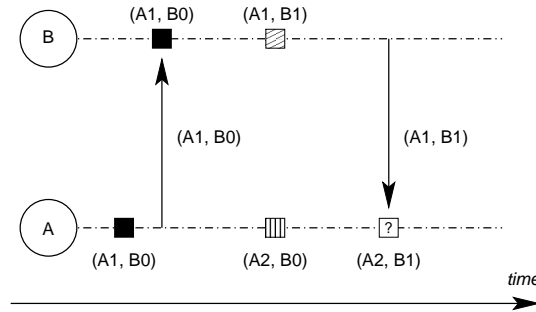 (A1, B0)
(A1, B1)
B
(A1, B0)
(A1, B1)
A
?
(A1, B0)
(A2, B0)
(A2, B1)
time